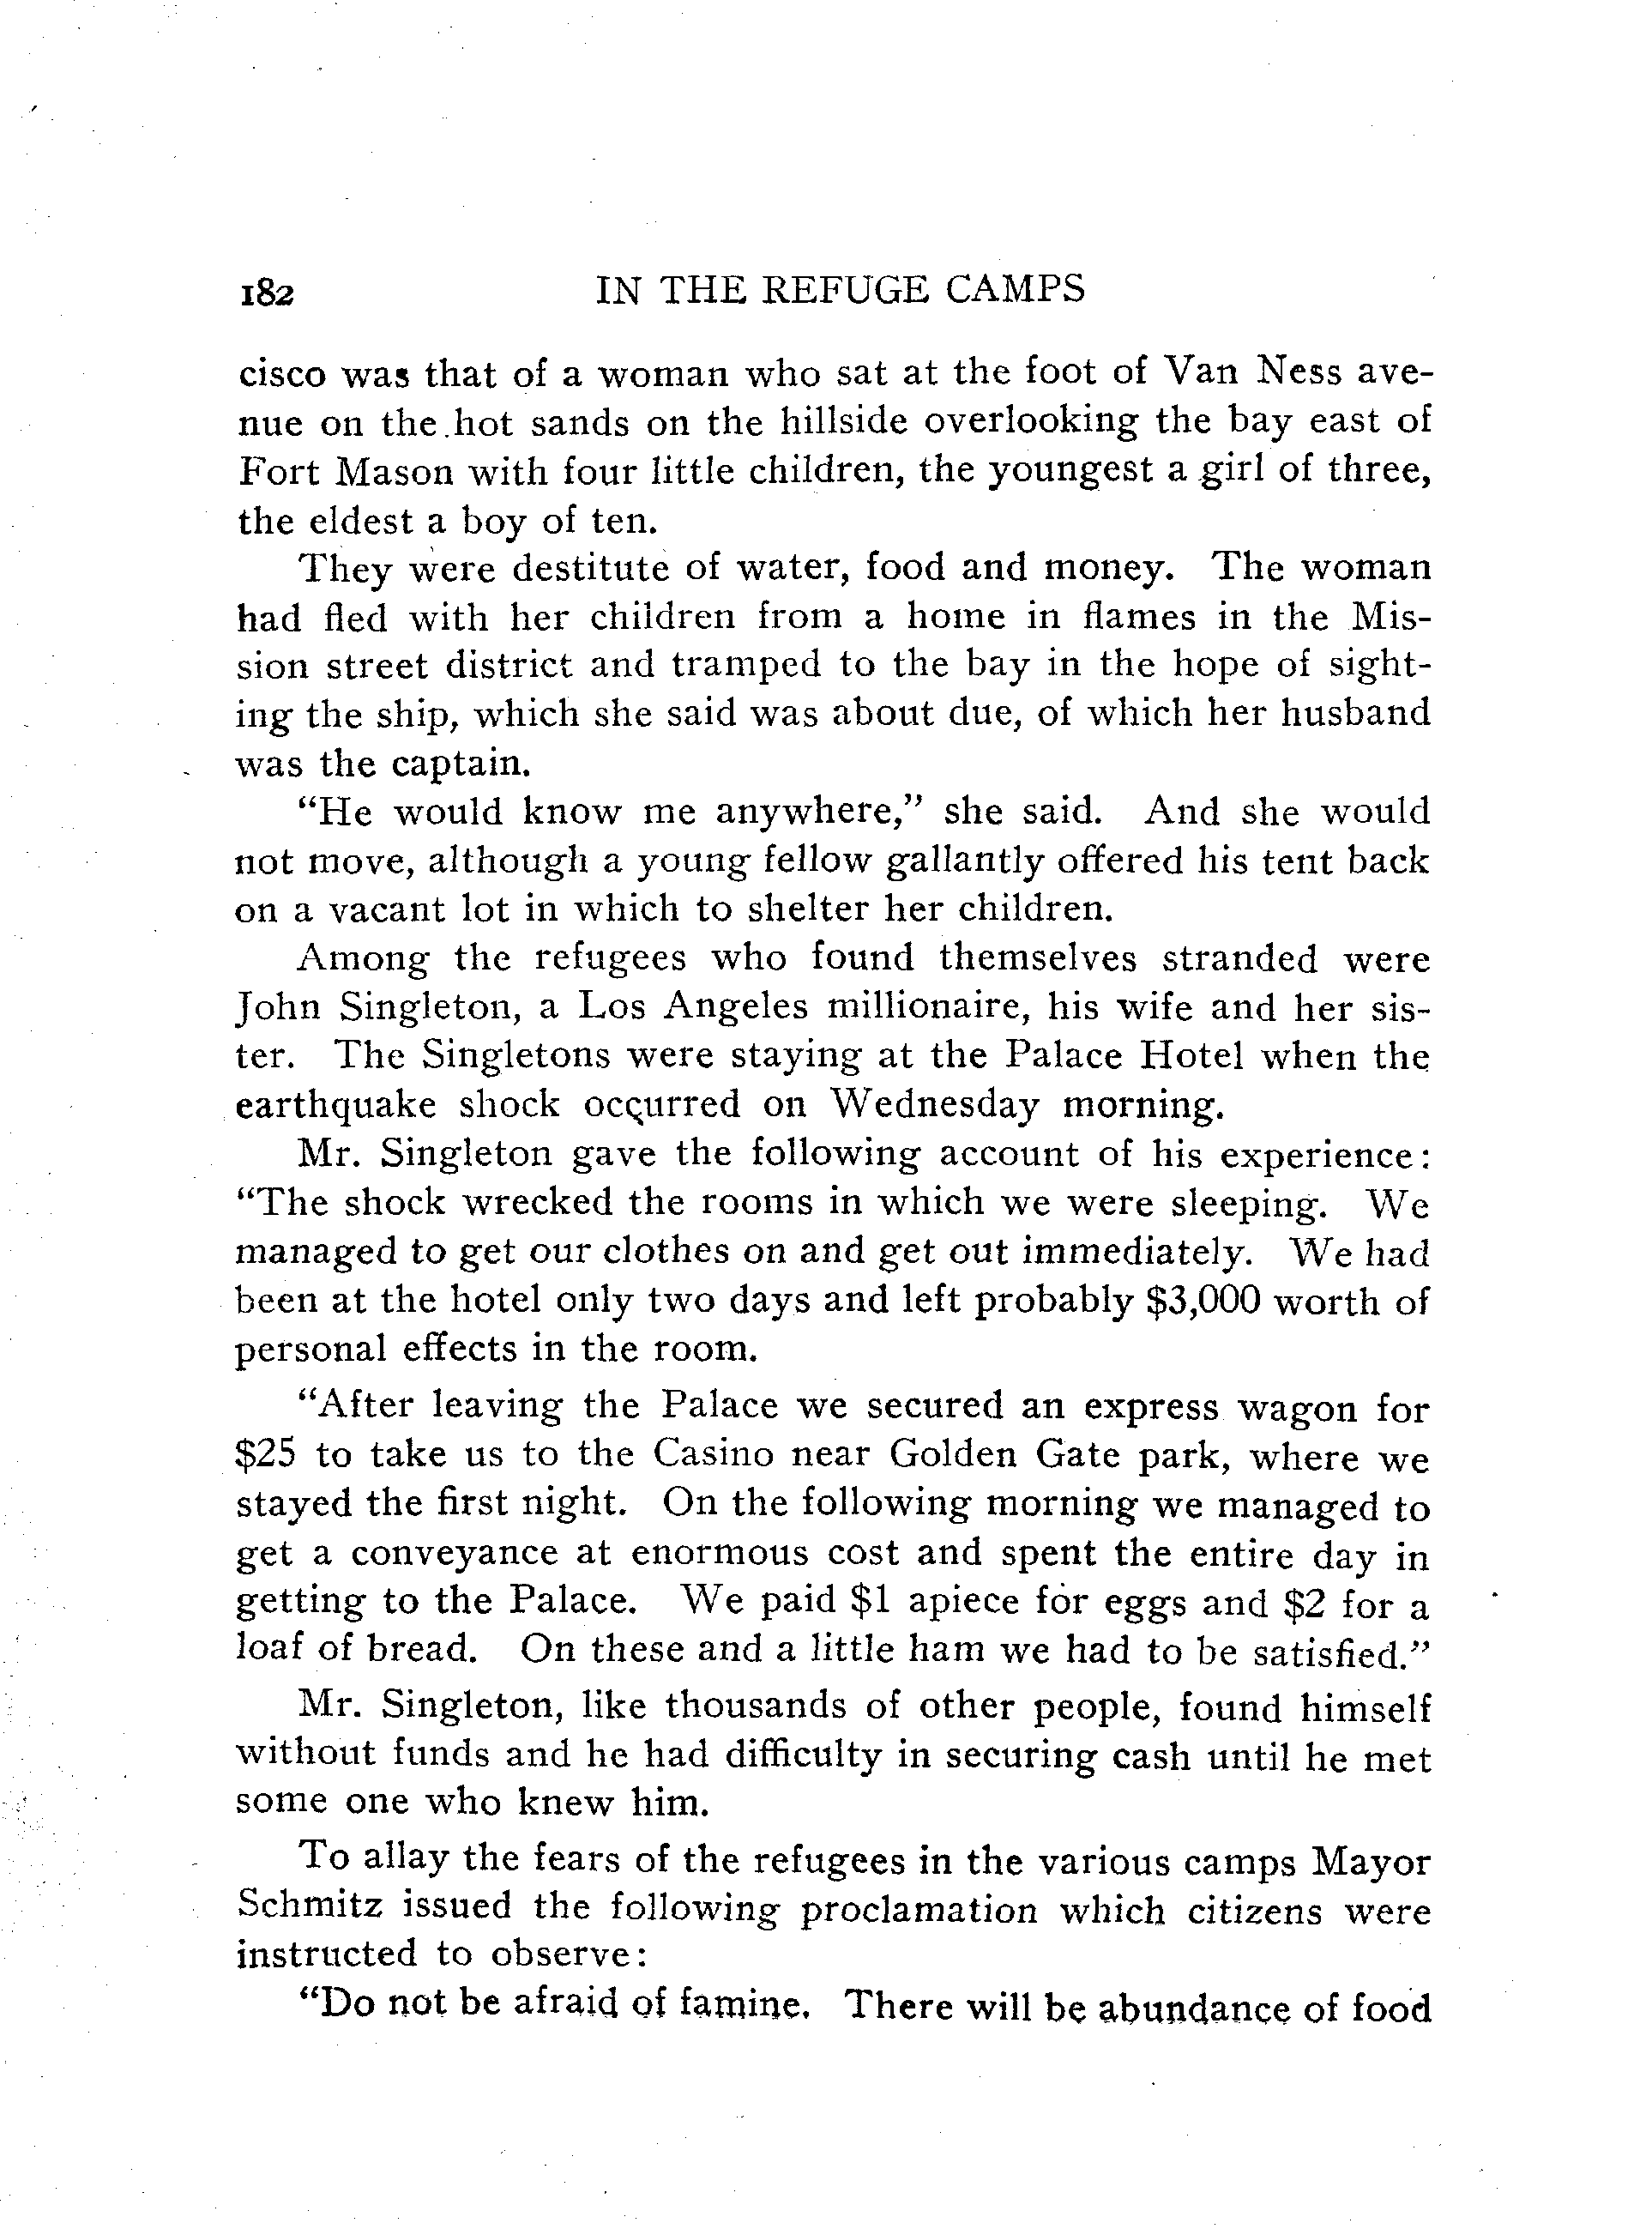 182 IN THE REFUGE CAMPS
cisco was that of a woman who sat at the foot of Van Ness ave-
nue on the hot sands on the hillside overlooking the bay east of
Fort Mason with four little children, the youngest a girl of three,
the eldest a boy of ten.
They were destitute of water, food and money. The woman
had fled with her children from a home in flames in the Mis-
sion street district and tramped to the bay in the hope of sight-
ing the ship, which she said was about due, of which her husband
was the captain.
“He would know me anywhere,” she said. And she would
not move, although a young fellow gallantly offered his tent back
on a vacant lot in which to shelter her children.
Among the refugees who found themselves stranded were
John Singleton, a Los Angeles millionaire, his wife and her sis-
ter. The Singletons were staying at the Palace Hotel when the
earthquake shock occurred on Wednesday morning.
Mr. Singleton gave the following account of his experience:
“The shock wrecked the rooms in which we were sleeping. We
managed to get our clothes on and get out immediately. We had
been at the hotel only two days and left probably $3,000 worth of
personal effects in the room.
“After leaving the Palace we secured an express wagon for
$25 to take us to the Casino near Golden Gate park, where we
stayed the first night. On the following morning we managed to
get a conveyance at enormous cost and spent the entire day in
getting to the Palace. We paid $1 apiece for eggs and $2 for a
loaf of bread. On these and a little ham we had to be satisfied.”
Mr. Singleton, like thousands of other people, found himself
without funds and he had difficulty in securing cash until he met
some one who knew him.
To allay the fears of the refugees in the various camps Mayor
Schmitz issued the following proclamation which citizens were
instructed to observe:
“Do not be afraid of famine. There will be abundance of food